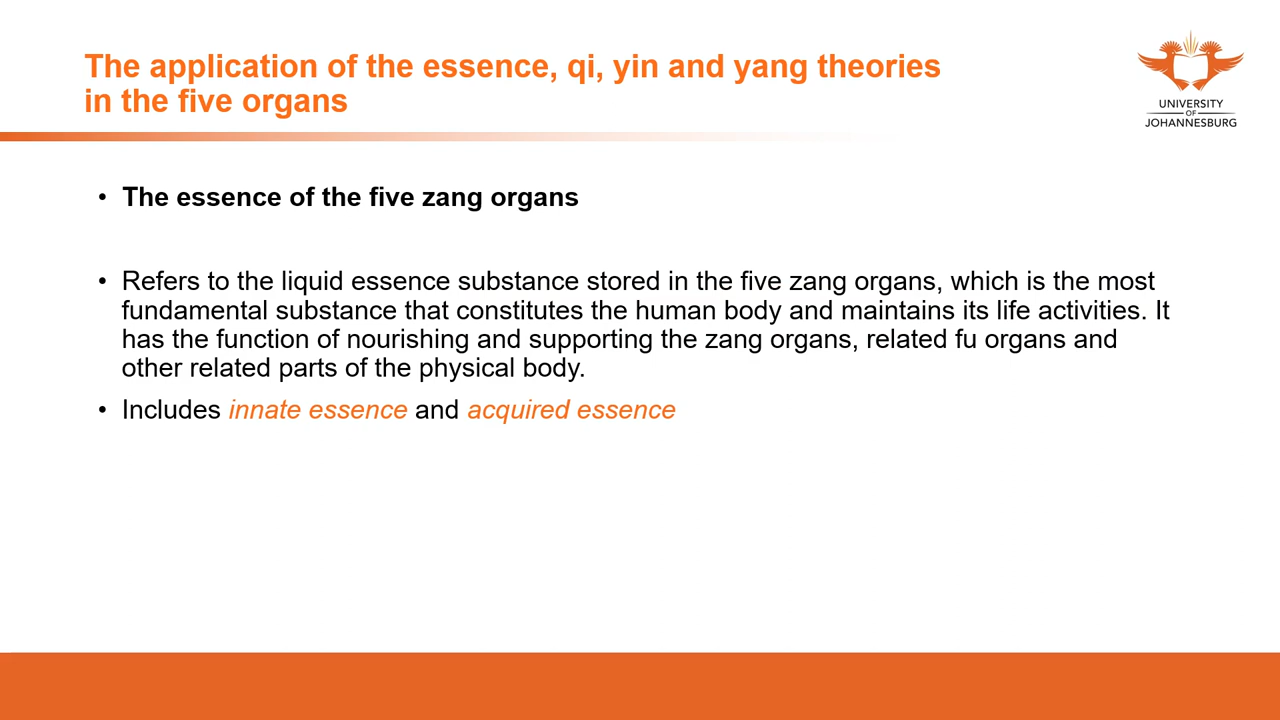 The application of the essence, qi, yin and yang theories
in the five organs
UNIVERSITY
OF
JOHANNESBURG
• The essence of the five zang organs
• Refers to the liquid essence substance stored in the five zang organs, which is the most
fundamental substance that constitutes the human body and maintains its life activities. It
has the function of nourishing and supporting the zang organs, related fu organs and
other related parts of the physical body.
• Includes innate essence and acquired essence